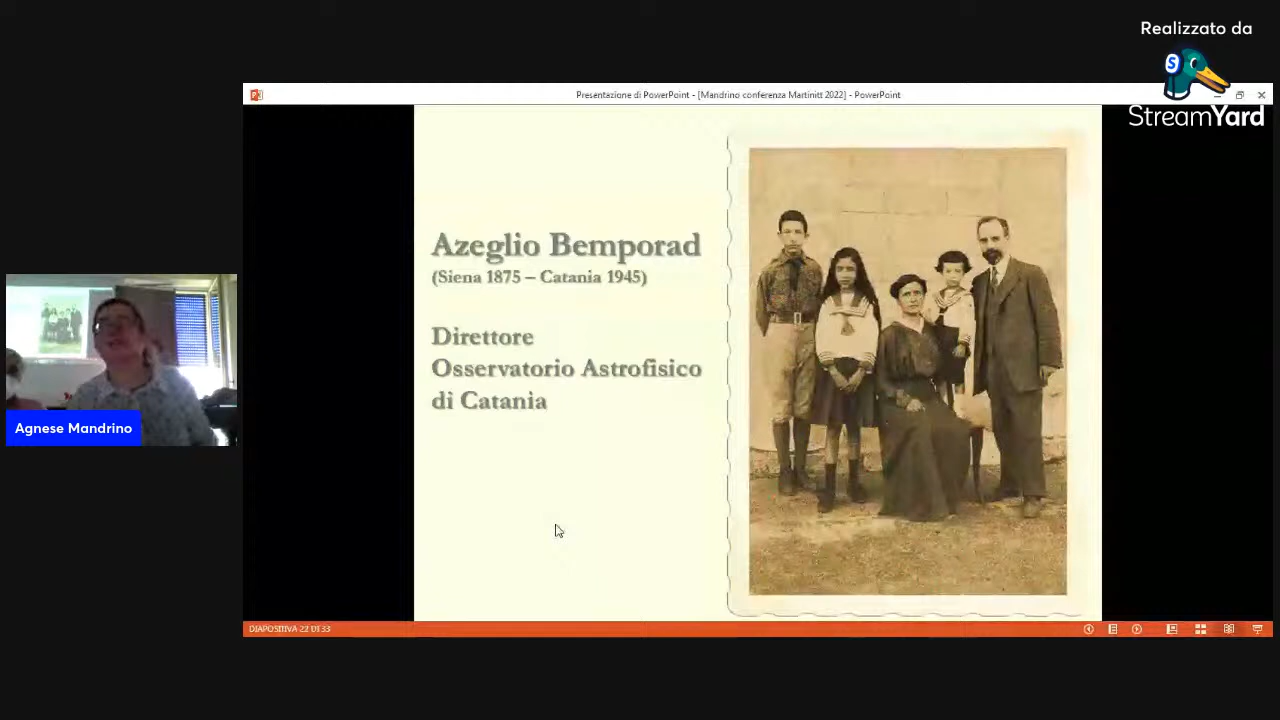 Realizzato da
StreamYard
Presentazione di PowerPoint - [Mandrino conferenza Martinitt 2022] - PowerPoint
Azeglio Bemporad
(Siena 1875 – Catania 1945)
Direttore
Osservatorio Astrofisico
di Catania
Agnese Mandrino
DIAPOSITIVA 22 DI 33